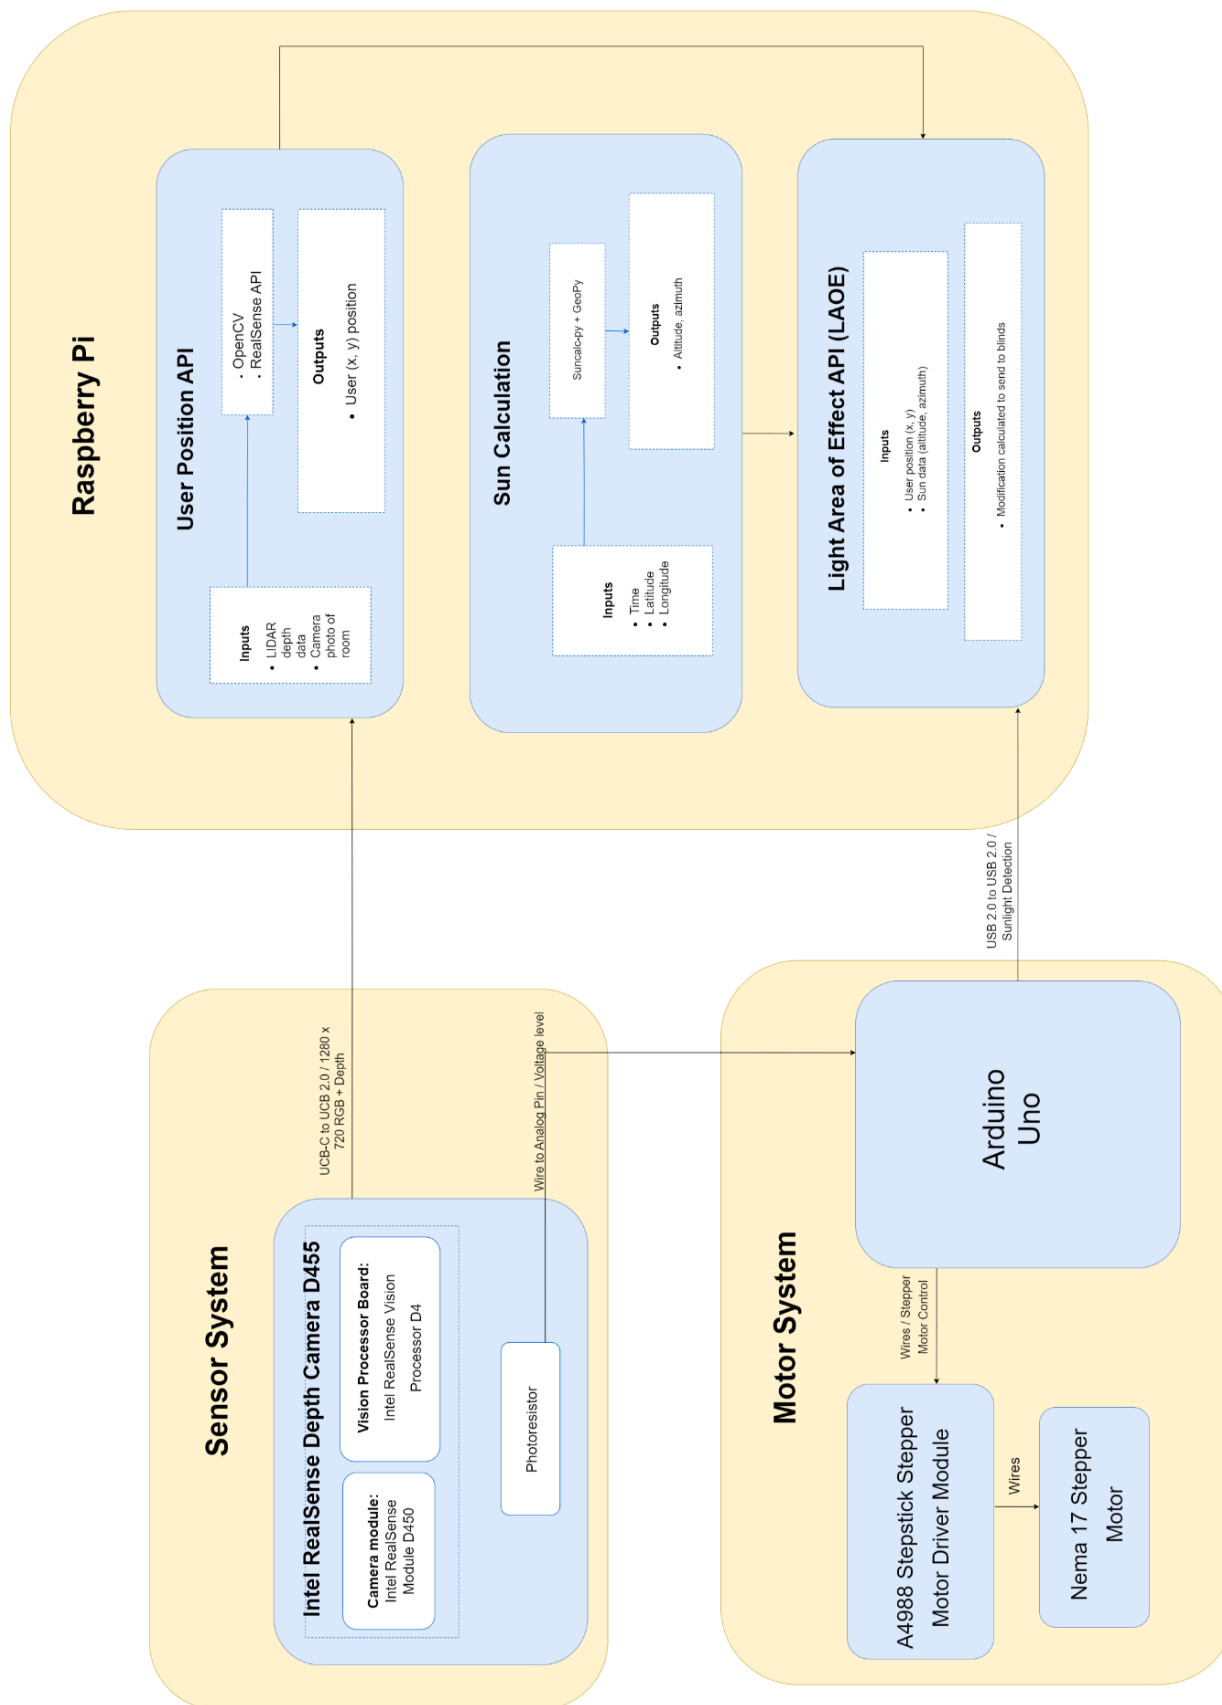 Raspberry Pi
User Position API
Inputs
• LIDAR
depth
data
• Camera
photo of
room
• OpenCV
• RealSense API
Outputs
• User (x, y) position
Sun Calculation
Inputs
• Time
• Latitude
• Longitude
Suncalc-py + GeoPy
Outputs
• Altitude, azimuth
Light Area of Effect API (LAOE)
Inputs
• User position (x, y)
• Sun data (altitude, azimuth)
Outputs
• Modification calculated to send to blinds
UCB-C to UCB 2.0 / 1280 x
720 RGB + Depth
USB 2.0 to USB 2.0 /
Sunlight Detection
Sensor System
Intel RealSense Depth Camera D455
Camera module:
Intel RealSense
Module D450
Vision Processor Board:
Intel RealSense Vision
Processor D4
Photoresistor
Wire to Analog Pin / Voltage level
Motor System
A4988 Stepstick Stepper
Motor Driver Module
Wires / Stepper
Motor Control
Arduino
Uno
Wires
Nema 17 Stepper
Motor